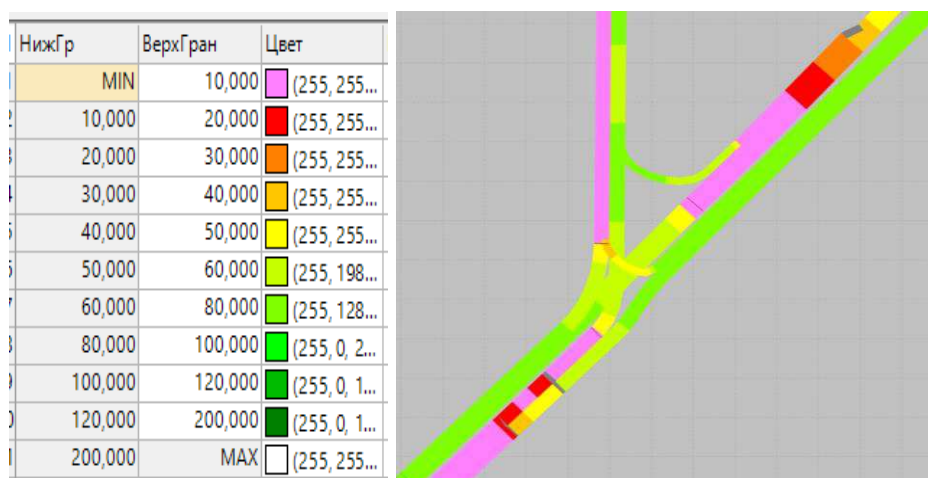 НижГр ВерхГран Цвет
MIN 10,000 (255, 255...
10,000 20,000 (255, 255...
20,000 30,000 (255, 255...
30,000 40,000 (255, 255...
40,000 50,000 (255, 255...
50,000 60,000 (255, 198...
60,000 80,000 (255, 128...
80,000 100,000 (255, 0, 2...
100,000 120,000 (255, 0, 1...
120,000 200,000 (255, 0, 1...
200,000 MAX (255, 255...